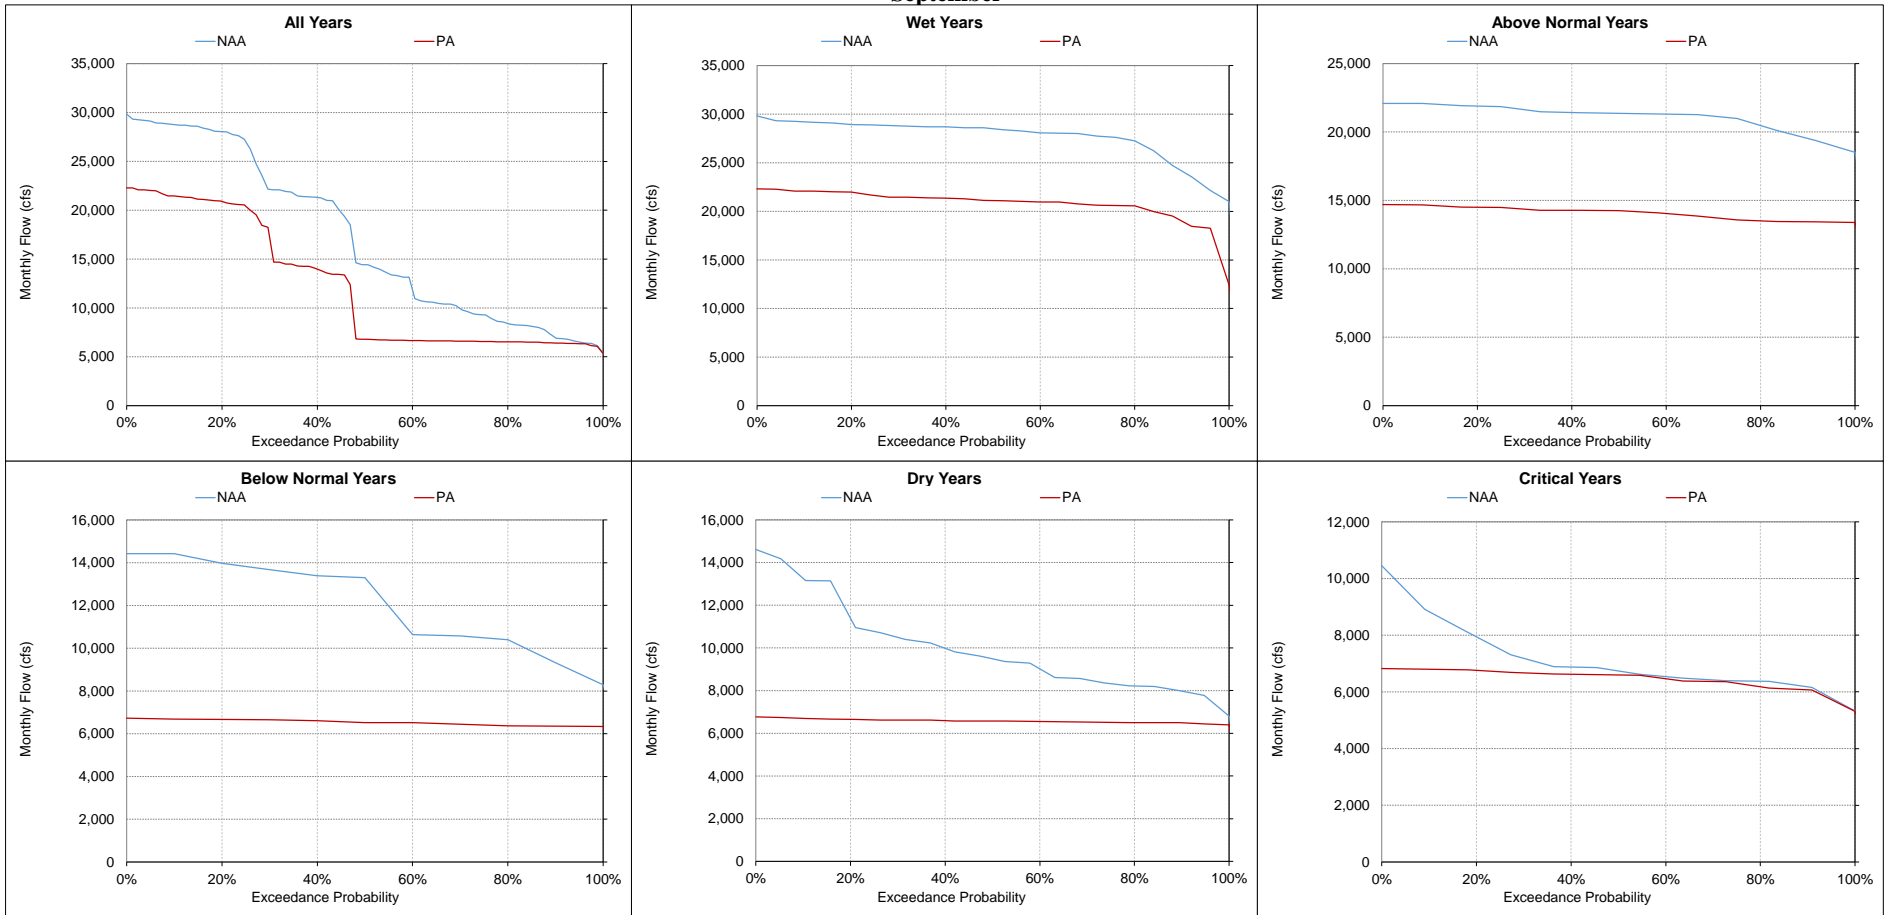 September
All Years
NAA PA
35,000
30,000
25,000
20,000
15,000
10,000
5,000
0
Monthly Flow (cfs)
0% 20% 40% 60% 80% 100%
Exceedance Probability
Wet Years
NAA PA
35,000
30,000
25,000
20,000
15,000
10,000
5,000
0
Monthly Flow (cfs)
0% 20% 40% 60% 80% 100%
Exceedance Probability
Above Normal Years
NAA PA
25,000
20,000
15,000
10,000
5,000
0
Monthly Flow (cfs)
0% 20% 40% 60% 80% 100%
Exceedance Probability
Below Normal Years
NAA PA
16,000
14,000
12,000
10,000
8,000
6,000
4,000
2,000
0
Monthly Flow (cfs)
0% 20% 40% 60% 80% 100%
Exceedance Probability
Dry Years
NAA PA
16,000
14,000
12,000
10,000
8,000
6,000
4,000
2,000
0
Monthly Flow (cfs)
0% 20% 40% 60% 80% 100%
Exceedance Probability
Critical Years
NAA PA
12,000
10,000
8,000
6,000
4,000
2,000
0
Monthly Flow (cfs)
0% 20% 40% 60% 80% 100%
Exceedance Probability